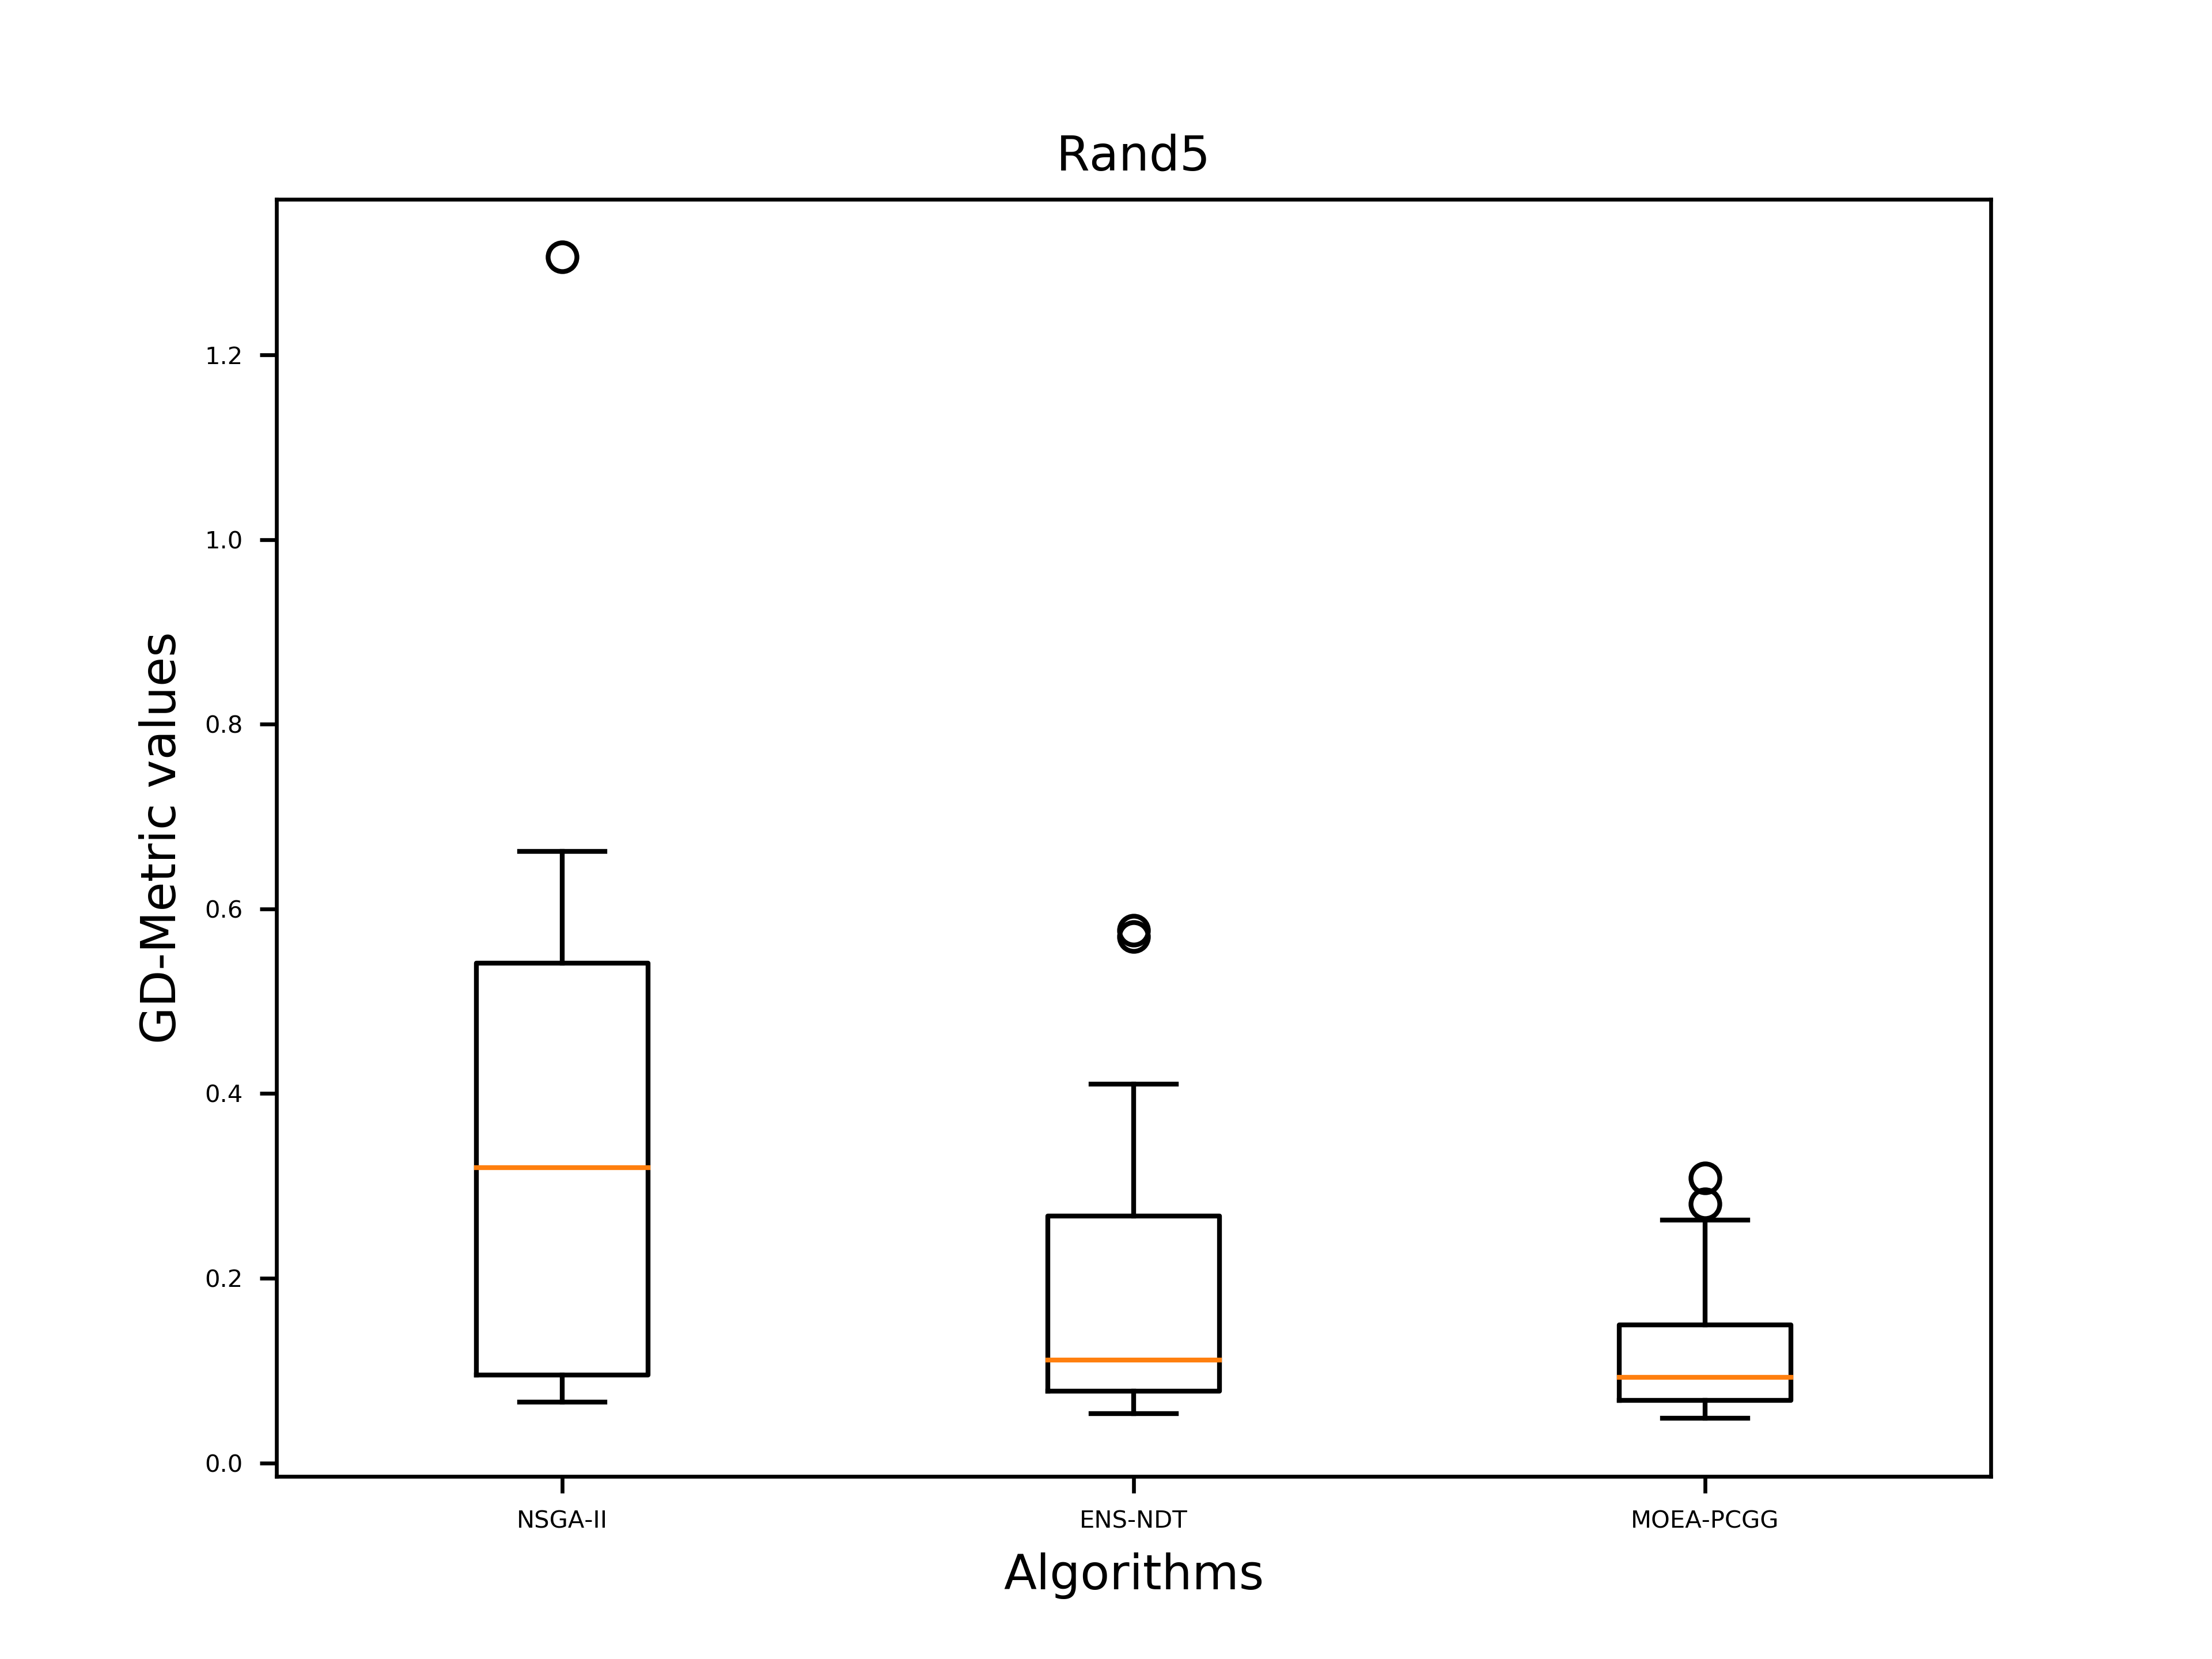 Rand5
GD-Metric values
1.2
1.0
0.8
0.6
0.4
0.2
0.0
NSGA-II ENS-NDT MOEA-PCGG
Algorithms